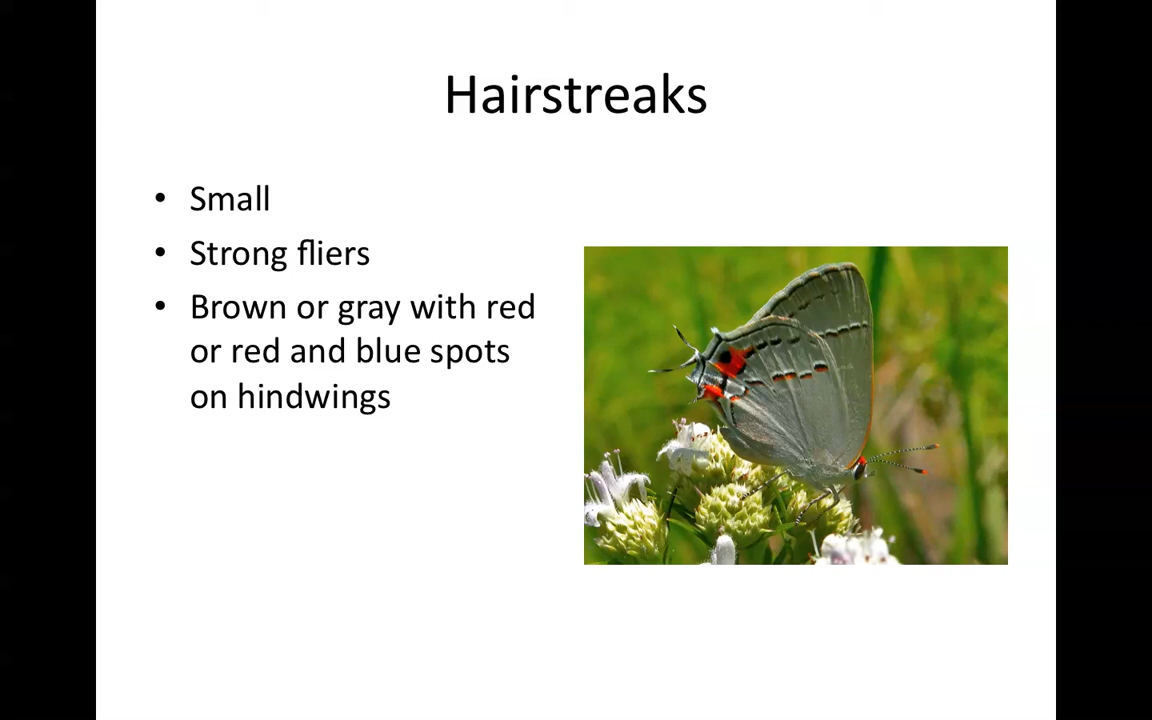 Hairstreaks
• Small
• Strong fliers
• Brown or gray with red
or red and blue spots
on hindwings